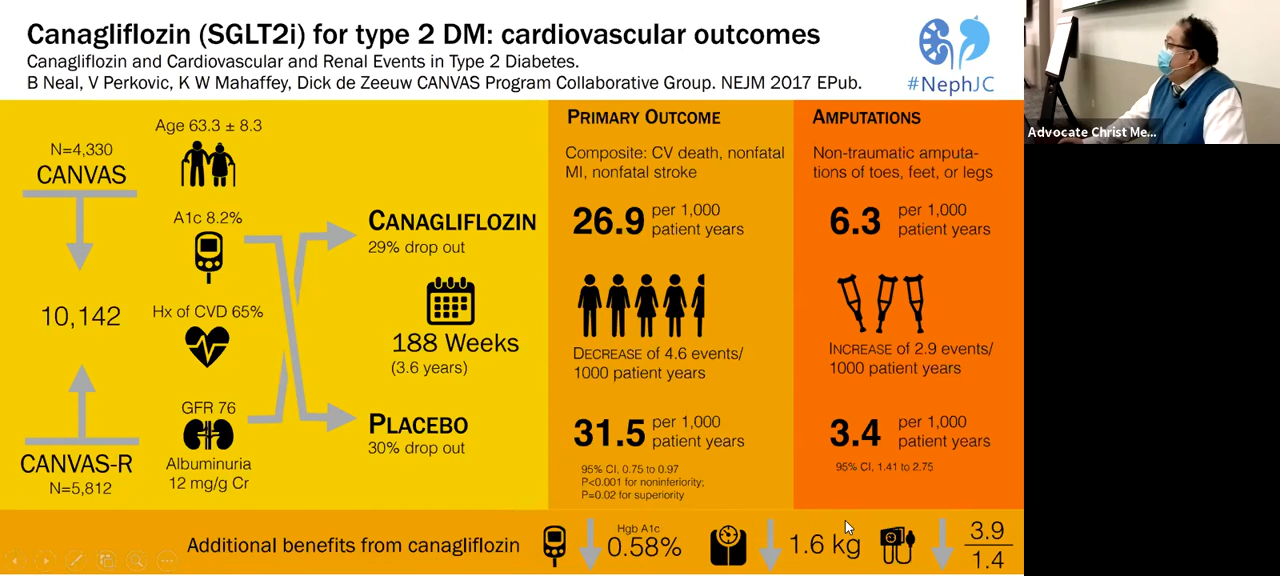 Canagliflozin (SGLT2i) for type 2 DM: cardiovascular outcomes
Canagliflozin and Cardiovascular and Renal Events in Type 2 Diabetes.
B Neal, V Perkovic, K W Mahaffey, Dick de Zeeuw CANVAS Program Collaborative Group. NEJM 2017 EPub.
#NephJC
Advocate Christ Me...
N=4,330
CANVAS
10,142
CANVAS-R
N=5,812
Age 63.3 ± 8.3
A1c 8.2%
Hx of CVD 65%
GFR 76
Albuminuria
12 mg/g Cr
CANAGLIFLOZIN
29% drop out
188 Weeks
(3.6 years)
PLACEBO
30% drop out
PRIMARY OUTCOME
Composite: CV death, nonfatal
MI, nonfatal stroke
26.9 per 1,000
patient years
DECREASE of 4.6 events/
1000 patient years
31.5 per 1,000
patient years
95% CI, 0.75 to 0.97
P<0.001 for noninferiority;
P=0.02 for superiority
AMPUTATIONS
Non-traumatic amputa-
tions of toes, feet, or legs
6.3 per 1,000
patient years
INCREASE of 2.9 events/
1000 patient years
3.4 per 1,000
patient years
95% CI, 1.41 to 2.75
Additional benefits from canagliflozin
Hgb A1c
0.58%
1.6 kg
3.9
1.4